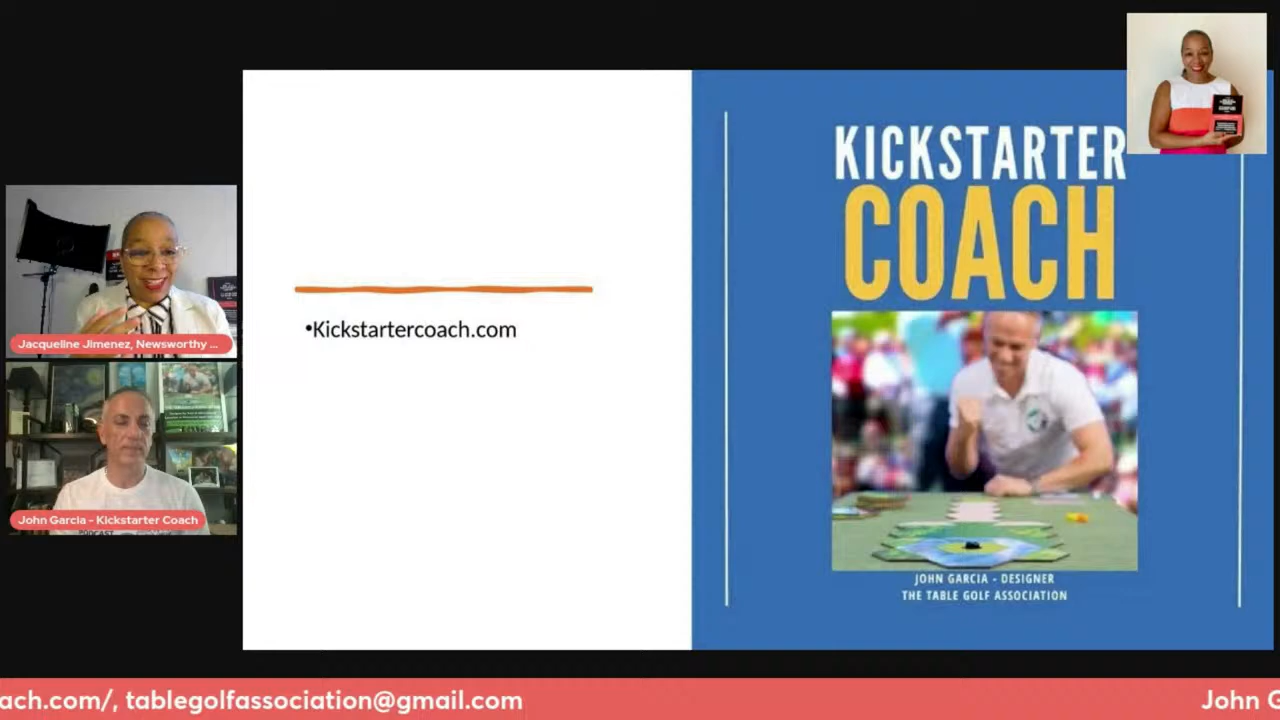 KICKSTARTER
COACH
•Kickstartercoach.com
Jacqueline Jimenez, Newsworthy ...
John Garcia - Kickstarter Coach
PODCAST
JOHN GARCIA - DESIGNER
THE TABLE GOLF ASSOCIATION
ach.com/, tablegolfassociation@gmail.com
John G